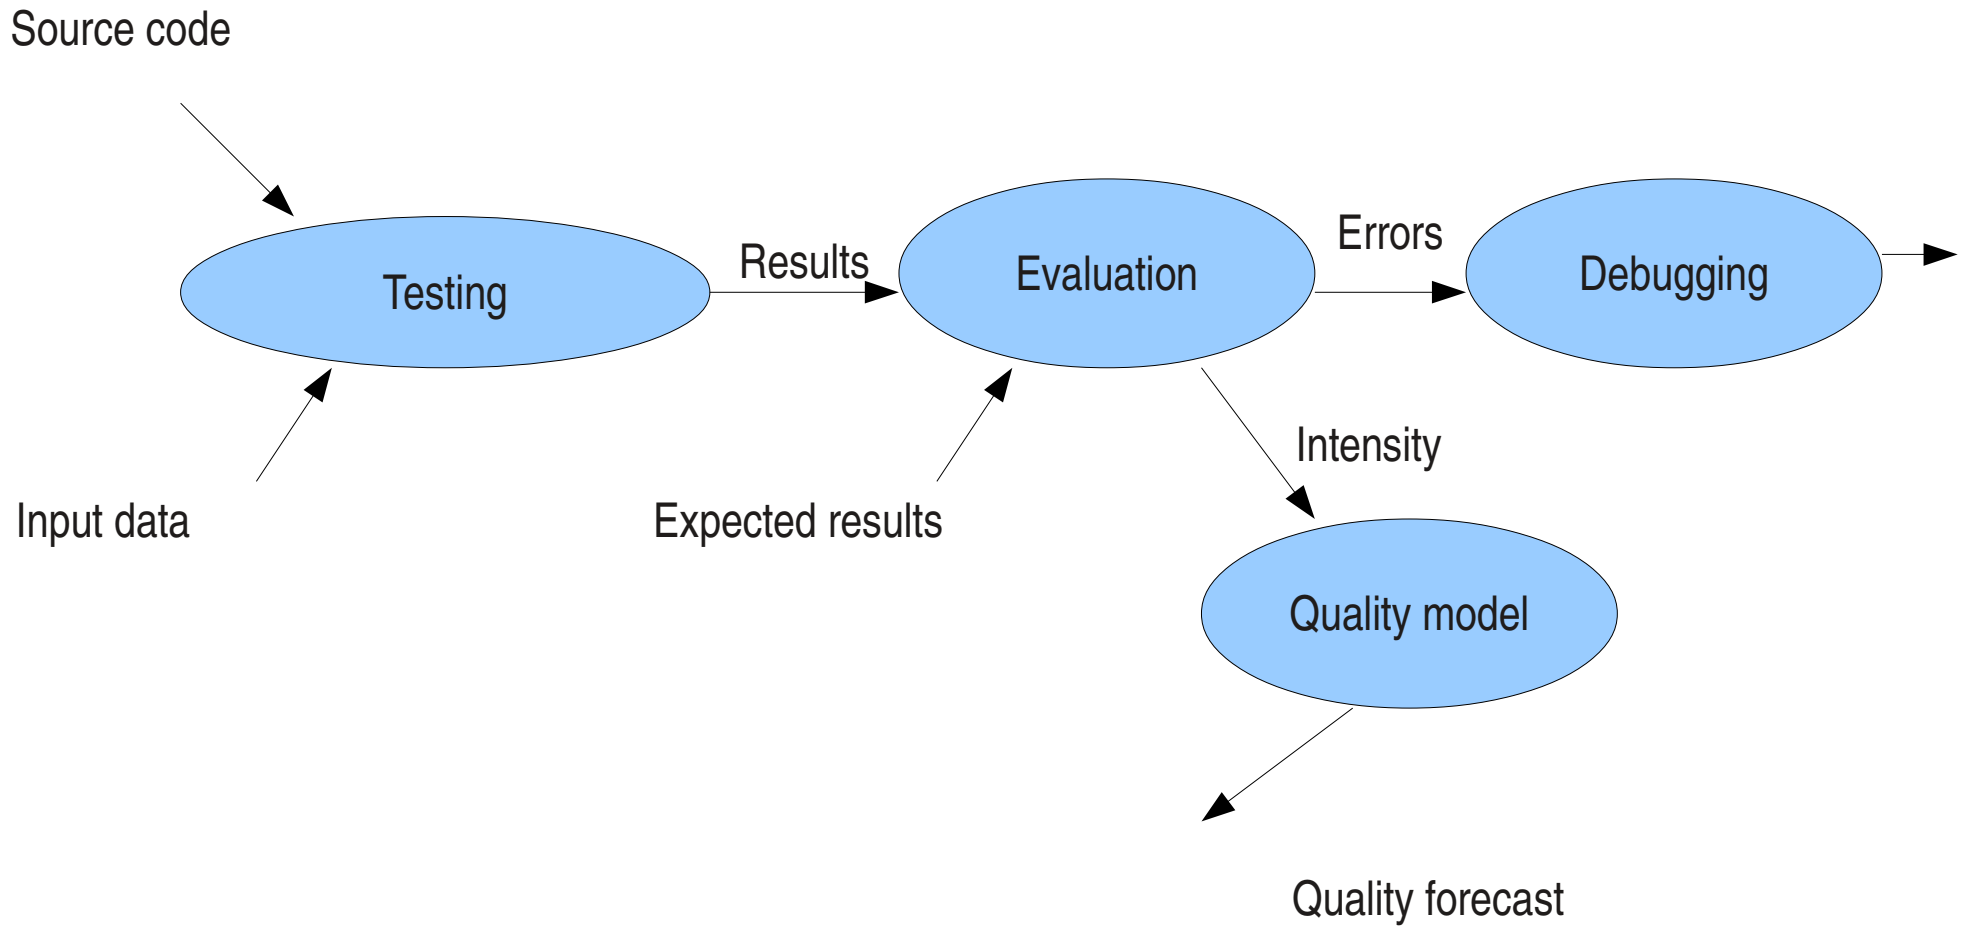 Source code
Results
Errors
Testing
Evaluation
Debugging
Intensity
Input data
Expected results
Quality model
Quality forecast